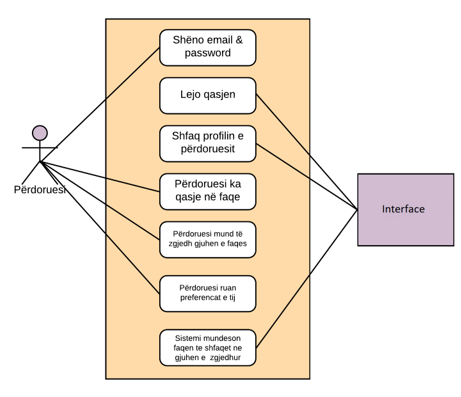 Shëno email &
password
Lejo qasjen
Shfaq profilin e
përdoruesit
Përdoruesi
Përdoruesi ka
qasje në faqe
Interface
Përdoruesi mund të
zgjedh gjuhen e faqes
Përdoruesi ruan
preferencat e tij
Sistemi mundeson
faqen te shfaqet ne
gjuhen e zgjedhur